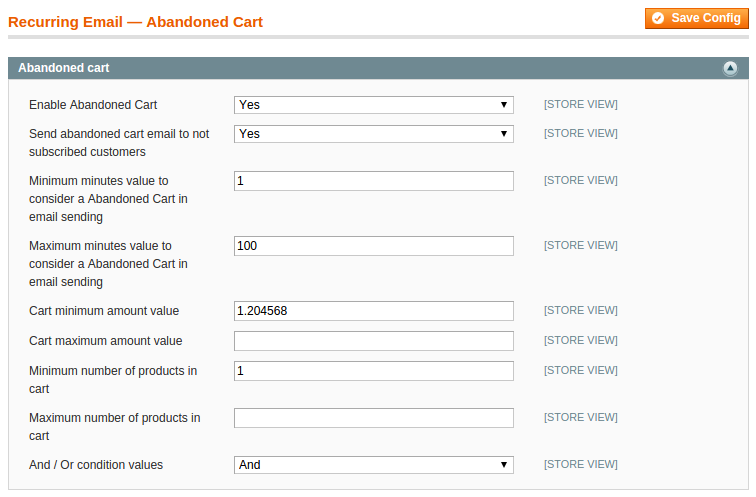 Recurring Email — Abandoned Cart
Save Config
Abandoned cart
Enable Abandoned Cart Yes [STORE VIEW]
Send abandoned cart email to not Yes [STORE VIEW]
subscribed customers
Minimum minutes value to 1 [STORE VIEW]
consider a Abandoned Cart in
email sending
Maximum minutes value to 100 [STORE VIEW]
consider a Abandoned Cart in
email sending
Cart minimum amount value 1.204568 [STORE VIEW]
Cart maximum amount value [STORE VIEW]
Minimum number of products in 1 [STORE VIEW]
cart
Maximum number of products in [STORE VIEW]
cart
And / Or condition values And [STORE VIEW]